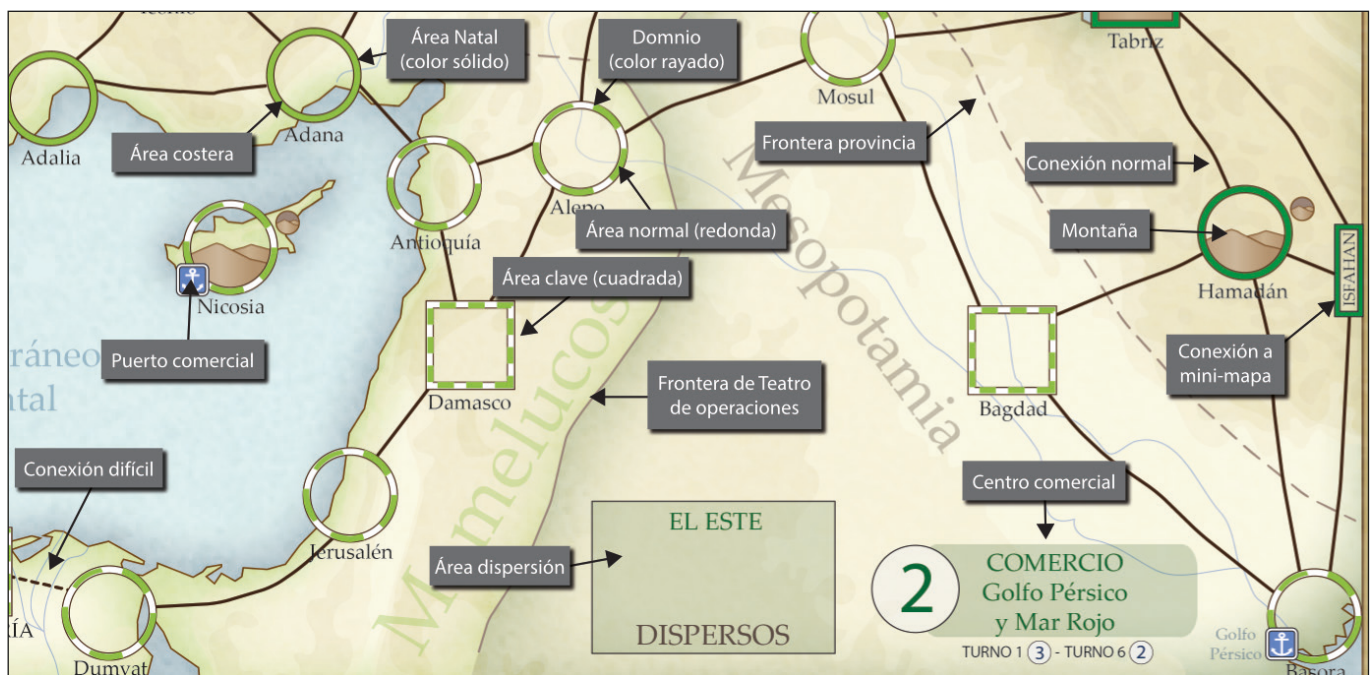 Área Natal
(color sólido)
Domnio
(color rayado)
Tabriz
Mosul
Adana
Adalia
Área costera
Frontera provincia
Conexión normal
Alepo
Antioquía
Área normal (redonda)
Montaña
Mesopotamia
Nicosia
Área clave (cuadrada)
Hamadán
ISFAHAN
Puerto comercial
ráneo
tal
Damasco
Frontera de Teatro
de operaciones
Bagdad
Conexión a
mini-mapa
Mamelucos
Conexión difícil
Centro comercial
Jerusalén
EL ESTE
Área dispersión
DISPERSOS
2
COMERCIO
Golfo Pérsico
y Mar Rojo
TURNO 1 3 - TURNO 6 2
Golfo
Pérsico
RÍA
Dumyat
Basora